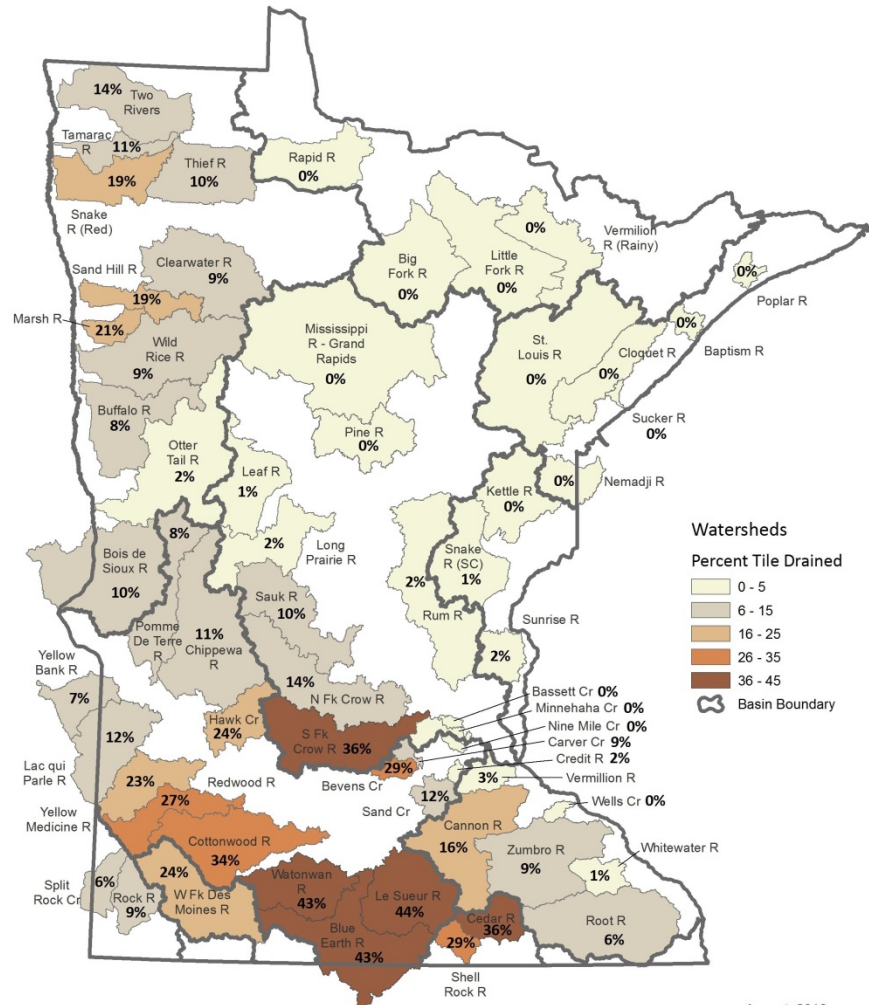 14%
Two
Rivers
Tamarac
R
11%
Thief R
10%
19%
Snake
R (Red)
Rapid R
0%
Clearwater R
9%
Sand Hill R
19%
Marsh R
21%
Wild
Rice R
9%
Buffalo R
8%
Otter
Tail R
2%
Big
Fork R
0%
Little
Fork R
0%
0%
Vermilion
R (Rainy)
0%
Poplar R
0%
Baptism R
Mississippi
R - Grand
Rapids
0%
St.
Louis R
0%
Cloquet R
0%
Sucker R
0%
Pine R
0%
Leaf R
1%
Kettle R
0%
0%
Nemadji R
2%
Long
Prairie R
Snake
R (SC)
1%
2%
Rum R
Sunrise R
2%
Watersheds
Percent Tile Drained
0 - 5
6 - 15
16 - 25
26 - 35
36 - 45
Basin Boundary
8%
Bois de
Sioux R
10%
Pomme
De Terre
R
11%
Chippewa
R
Sauk R
10%
14%
N Fk Crow R
Yellow
Bank R
7%
12%
Lac qui
Parle R
Hawk Cr
24%
S Fk
Crow R 36%
Bassett Cr 0%
Minnehaha Cr 0%
Nine Mile Cr 0%
Carver Cr 9%
Credit R 2%
Vermillion R
3%
29%
Bevens Cr
Sand Cr
12%
23%
Yellow
Medicine R
Redwood R
27%
Cottonwood R
34%
Cannon R
16%
Wells Cr 0%
Zumbro R
9%
Whitewater R
1%
Split
Rock Cr
6%
Rock R
9%
24%
W Fk Des
Moines R
Watonwan
R
43%
Le Sueur R
44%
Blue
Earth R
43%
Cedar R
36%
29%
Shell
Rock R
Root R
6%